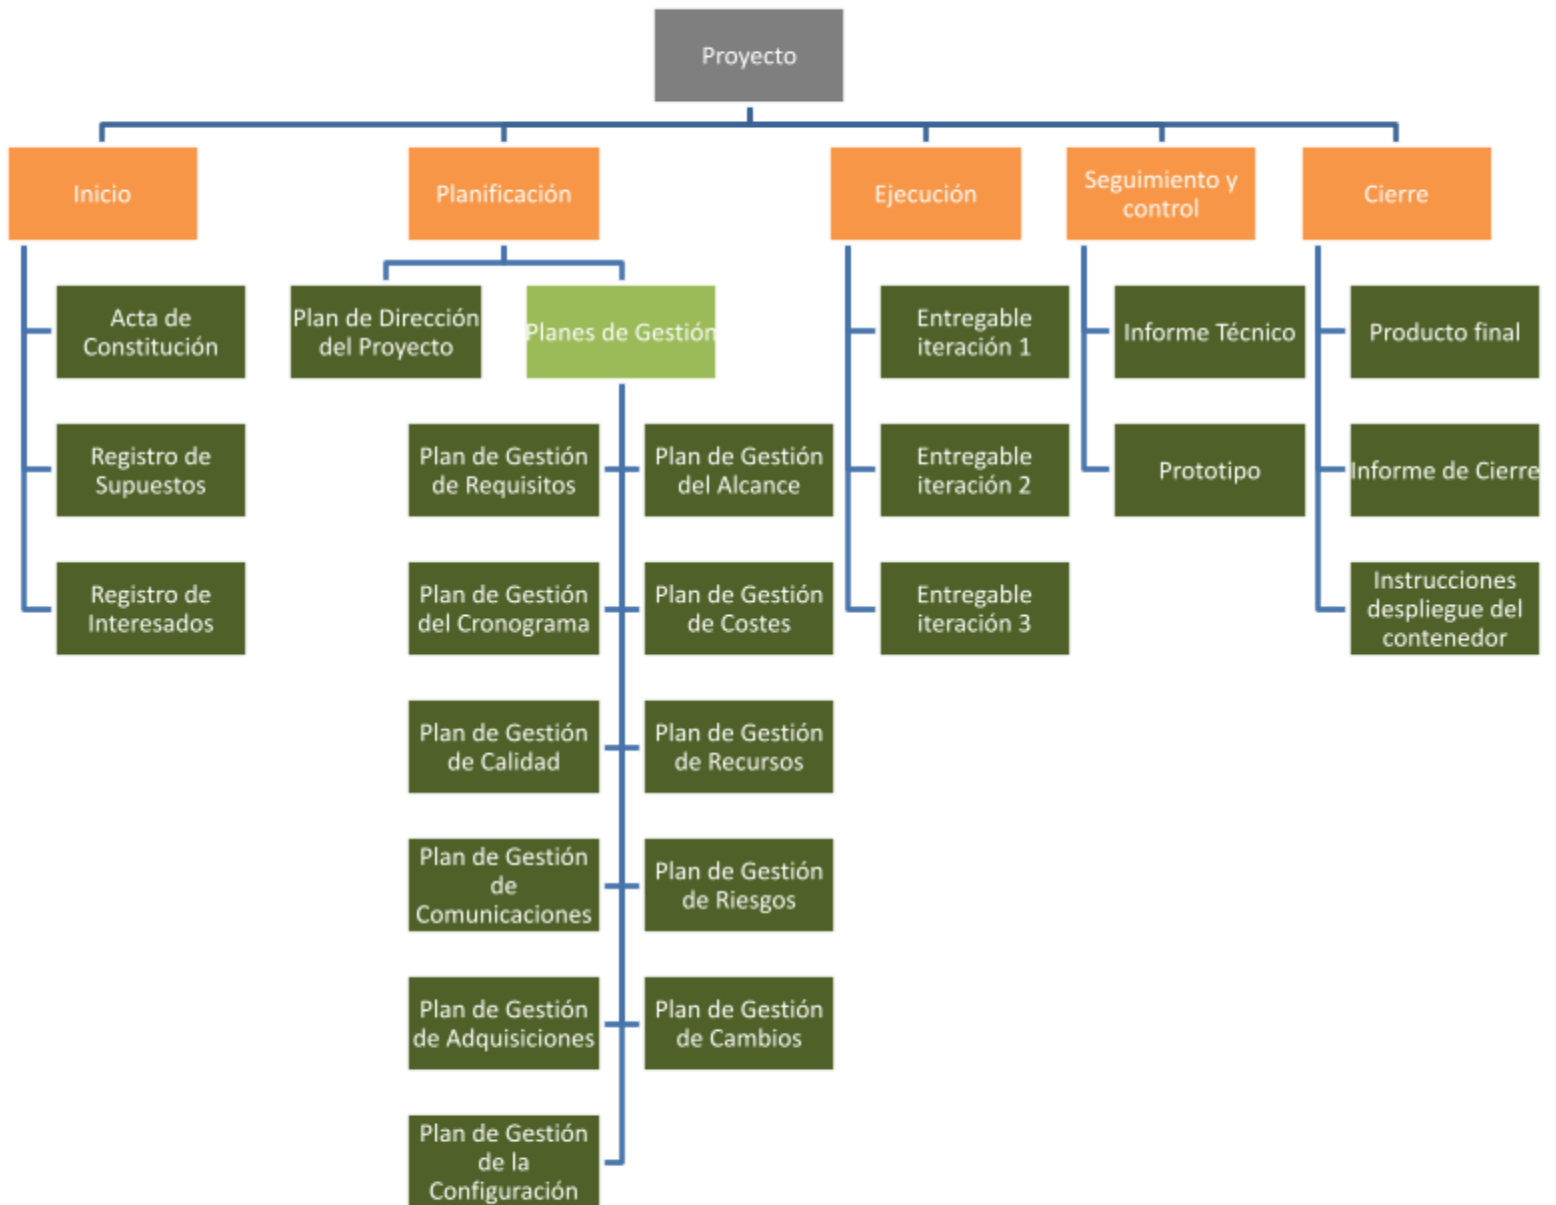 Proyecto
Inicio
Planificación
Ejecución
Seguimiento y
control
Cierre
Acta de
Constitución
Registro de
Supuestos
Registro de
Interesados
Plan de Dirección
del Proyecto
Planes de Gestión
Plan de Gestión
de Requisitos
Plan de Gestión
del Alcance
Plan de Gestión
del Cronograma
Plan de Gestión
de Costes
Plan de Gestión
de Calidad
Plan de Gestión
de Recursos
Plan de Gestión
de
Comunicaciones
Plan de Gestión
de Riesgos
Plan de Gestión
de Adquisiciones
Plan de Gestión
de Cambios
Plan de Gestión
de la
Configuración
Entregable
iteración 1
Entregable
iteración 2
Entregable
iteración 3
Informe Técnico
Prototipo
Producto final
Informe de Cierre
Instrucciones
despliegue del
contenedor